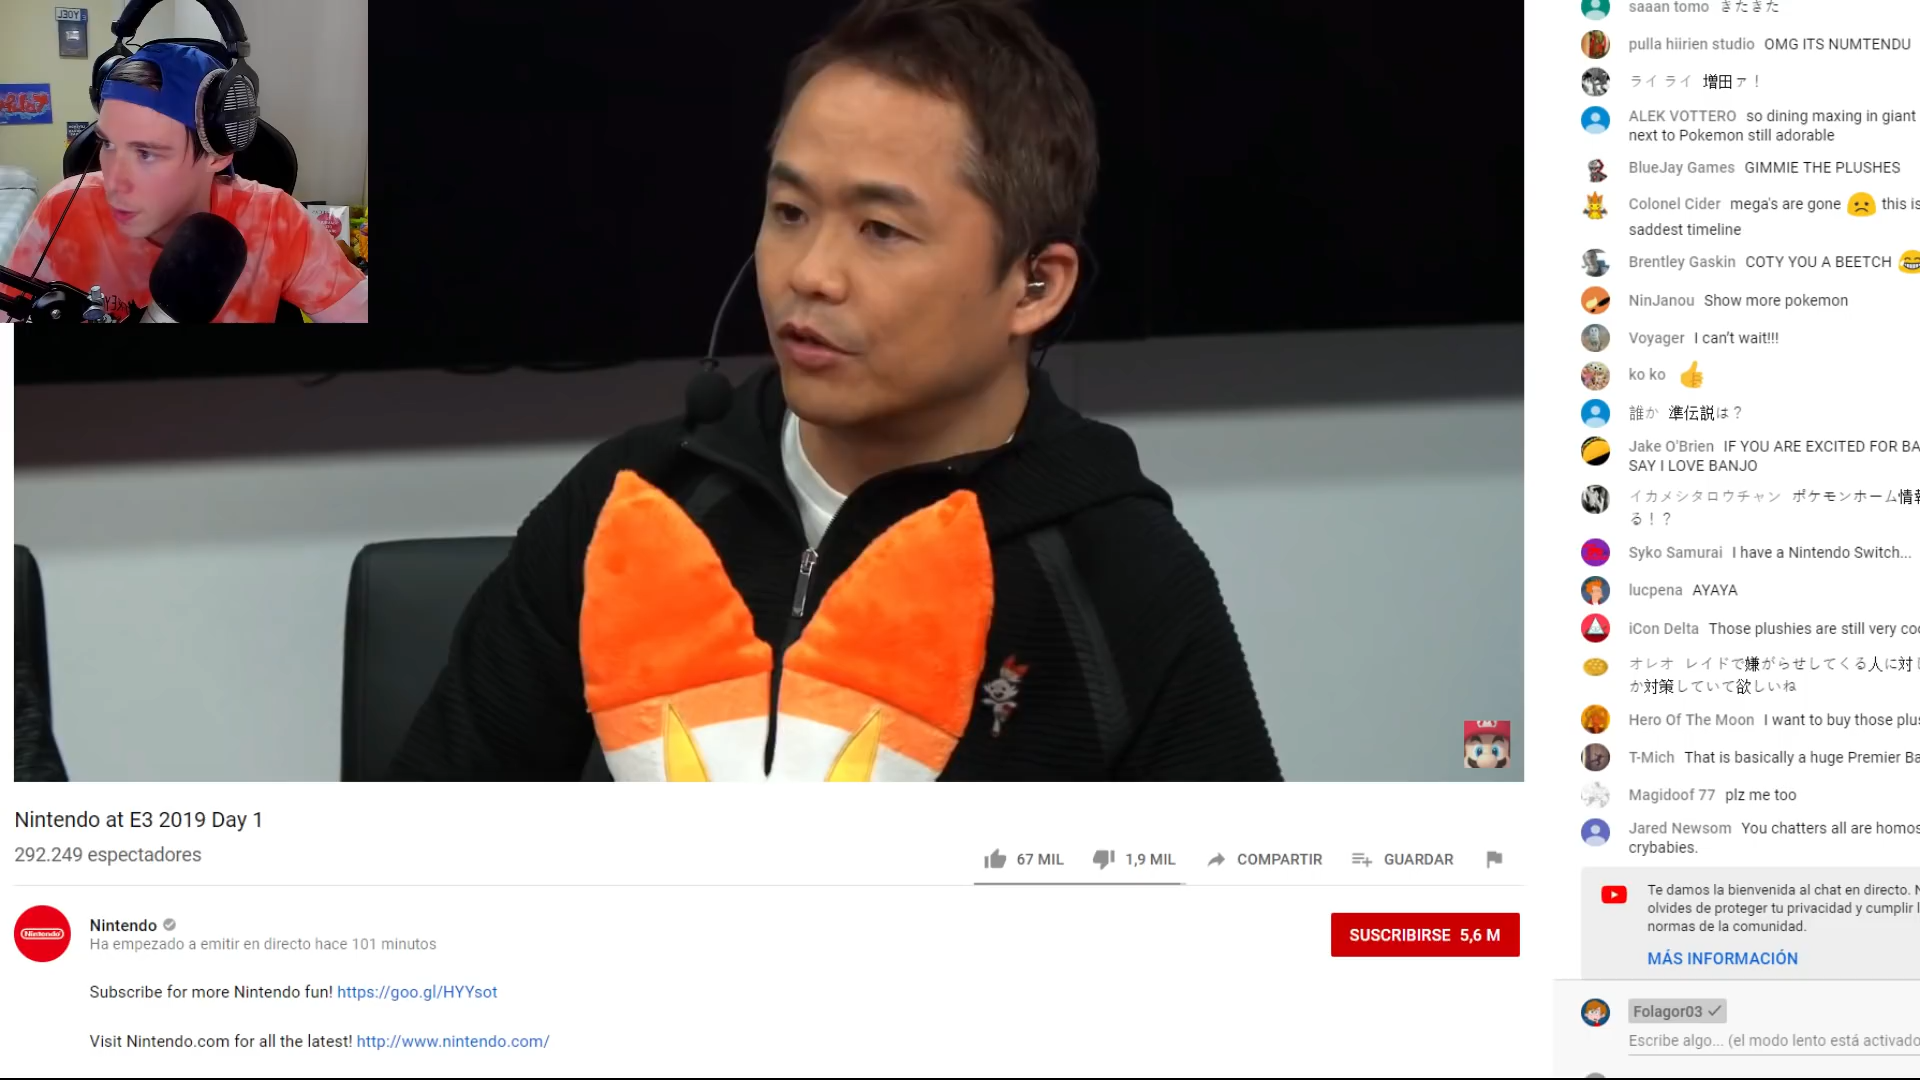 saaan tomo きたきた
pulla hiirien studio OMG ITS NUMTENDU
ライ ライ 増田ァ！
ALEK VOTTERO so dining maxing in giant
next to Pokemon still adorable
BlueJay Games GIMMIE THE PLUSHES
Colonel Cider mega's are gone this is
saddest timeline
Brentley Gaskin COTY YOU A BEETCH
NinJanou Show more pokemon
Voyager I can't wait!!!
ko ko
誰か 準伝説は？
Jake O'Brien IF YOU ARE EXCITED FOR BA
SAY I LOVE BANJO
イカメシタロウチャン ポケモンホーム情報
る！？
Syko Samurai I have a Nintendo Switch...
lucpena AYAYA
iCon Delta Those plushies are still very coo
オレオ レイドで嫌がらせしてくる人に対し
か対策していて欲しいね
Hero Of The Moon I want to buy those plus
T-Mich That is basically a huge Premier Ba
Magidoof 77 plz me too
Jared Newsom You chatters all are homos
crybabies.
Te damos la bienvenida al chat en directo. N
olvides de proteger tu privacidad y cumplir l
normas de la comunidad.
MÁS INFORMACIÓN
Folagor03
Escribe algo... (el modo lento está activado
Nintendo at E3 2019 Day 1
292.249 espectadores
67 MIL 1,9 MIL COMPARTIR GUARDAR
Nintendo
Ha empezado a emitir en directo hace 101 minutos
SUSCRIBIRSE 5,6 M
Subscribe for more Nintendo fun! https://goo.gl/HYYsot
Visit Nintendo.com for all the latest! http://www.nintendo.com/